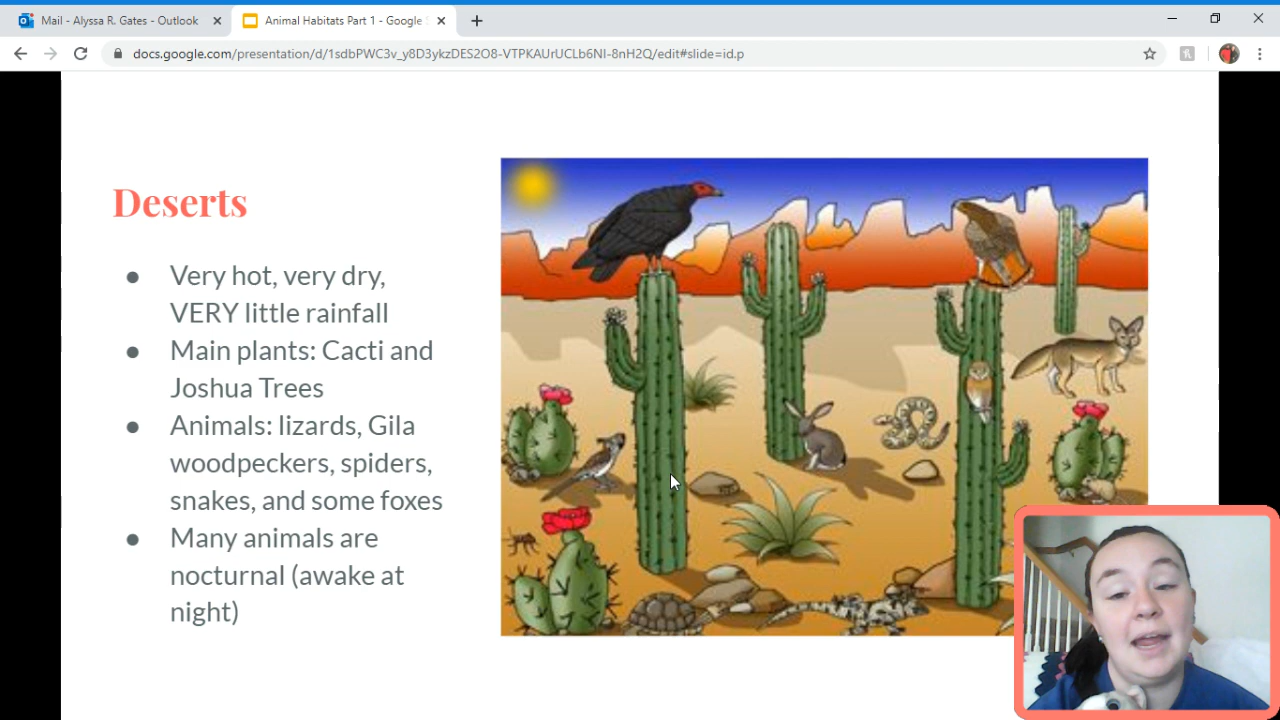 Mail - Alyssa R. Gates - Outlook
Animal Habitats Part 1 - Google
docs.google.com/presentation/d/1sdbPWC3v_y8D3ykzDES2O8-VTPKAUrUCLb6NI-8nH2Q/edit#slide=id.p
Deserts
● Very hot, very dry,
VERY little rainfall
● Main plants: Cacti and
Joshua Trees
● Animals: lizards, Gila
woodpeckers, spiders,
snakes, and some foxes
● Many animals are
nocturnal (awake at
night)